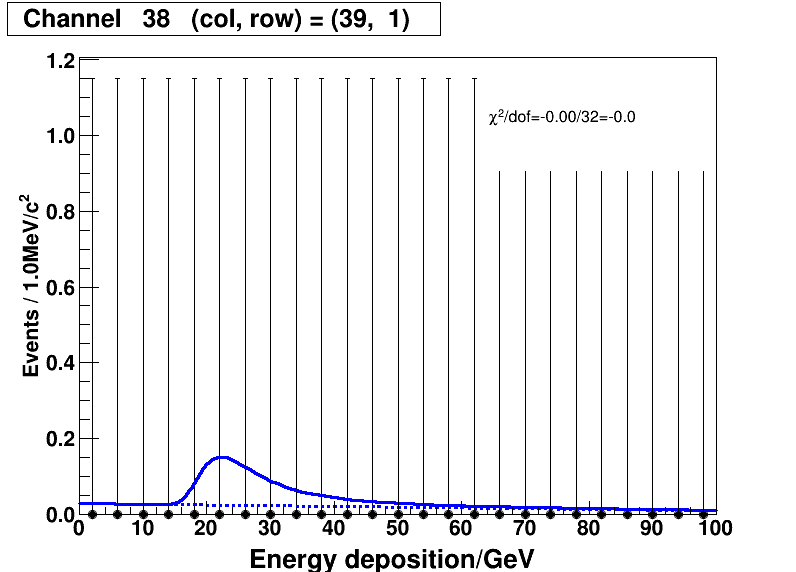 Channel 38 (col, row) = (39, 1)
1.2
χ²/dof=-0.00/32=-0.0
1.0
0.8
0.6
0.4
0.2
0.0
Events / 1.0MeV/c²
0 10 20 30 40 50 60 70 80 90 100
Energy deposition/GeV